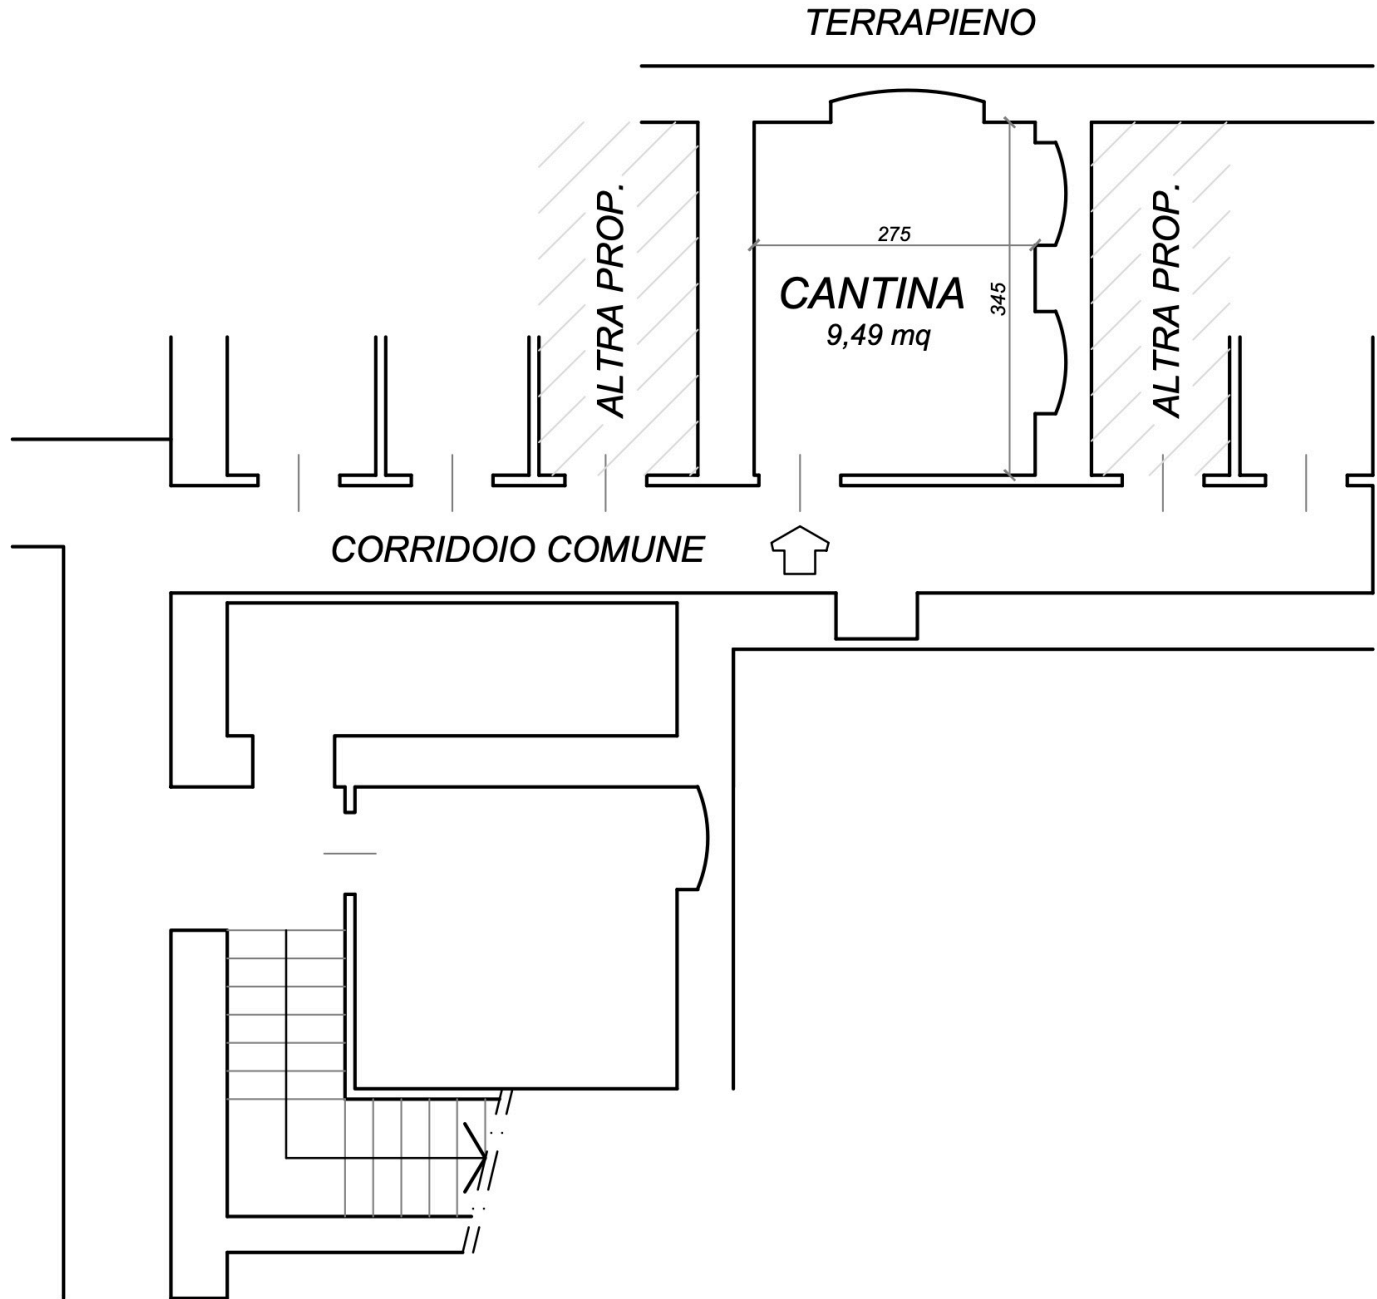 TERRAPIENO
ALTRA PROP.
275
CANTINA
345
9,49 mq
ALTRA PROP.
CORRIDOIO COMUNE